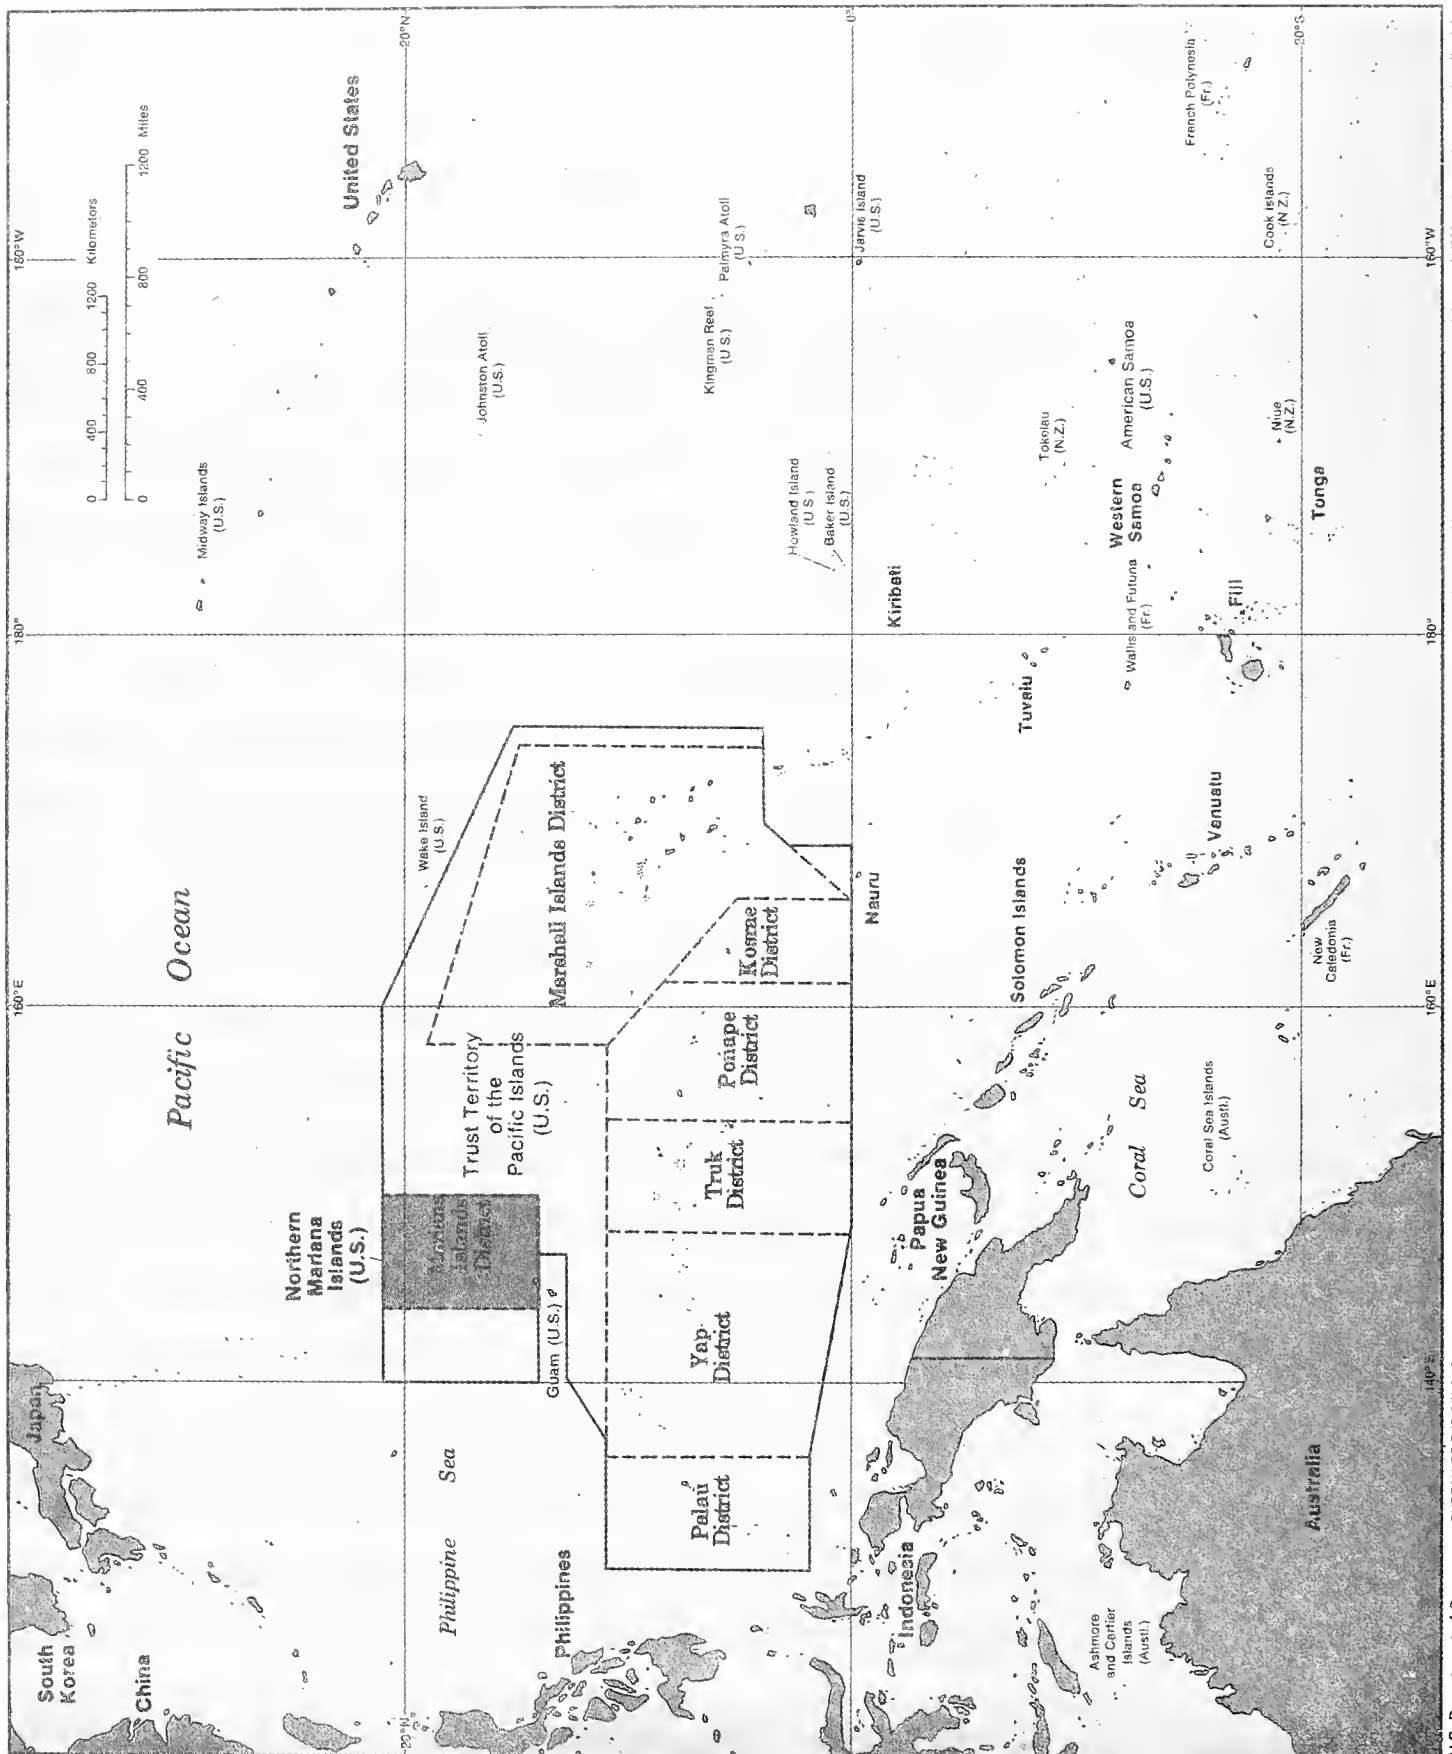 160°W
180°
160°E
0 400 800 1200 Kilometers
0 400 800 1200 Miles
South
Korea
China
Japan
Pacific Ocean
Midway Islands
(U.S.)
United States
20°N
20°N
Northern
Mariana
Islands
(U.S.)
Mariana
Islands
District
Wake Island
(U.S.)
Johnston Atoll
(U.S.)
Philippine Sea
Trust Territory
of the
Pacific Islands
(U.S.)
Guam (U.S.)
Marshall Islands District
Philippines
Palau
District
Yap
District
Truk
District
Ponape
District
Kosrae
District
Kingman Reef
(U.S.)
Palmyra Atoll
(U.S.)
Howland Island
(U.S.)
Baker Island
(U.S.)
0°
Jarvis Island
(U.S.)
Nauru
Kiribati
Indonesia
Papua
New Guinea
Solomon Islands
Tuvalu
Tokelau
(N.Z.)
Wallis and Futuna
(Fr.)
Western
Samoa
American Samoa
(U.S.)
Ashmore
and Cartier
Islands
(Austl.)
Coral Sea
Coral Sea Islands
(Austl.)
Vanuatu
Fiji
French Polynesia
(Fr.)
Cook Islands
(N.Z.)
Niue
(N.Z.)
Tonga
New
Caledonia
(Fr.)
Australia
20°S
140°E
160°E
180°
160°W